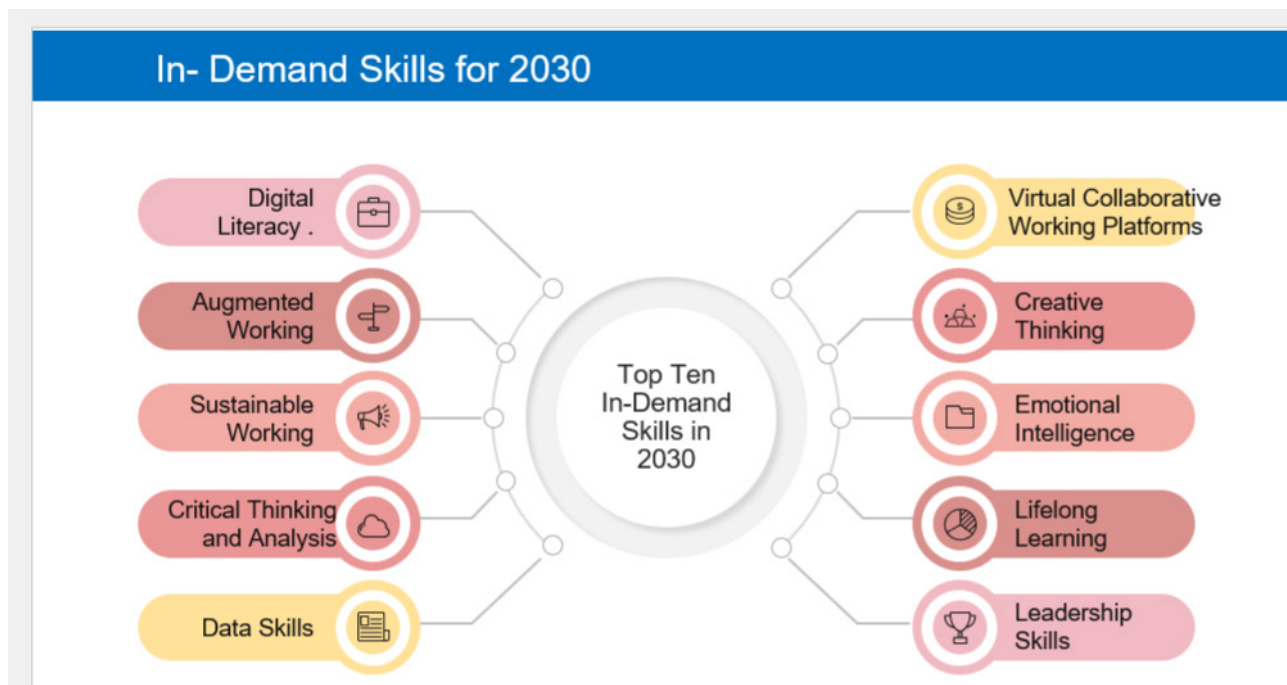 In- Demand Skills for 2030
Digital
Literacy .
Augmented
Working
Sustainable
Working
Critical Thinking
and Analysis
Data Skills
Top Ten
In-Demand
Skills in
2030
Virtual Collaborative
Working Platforms
Creative
Thinking
Emotional
Intelligence
Lifelong
Learning
Leadership
Skills